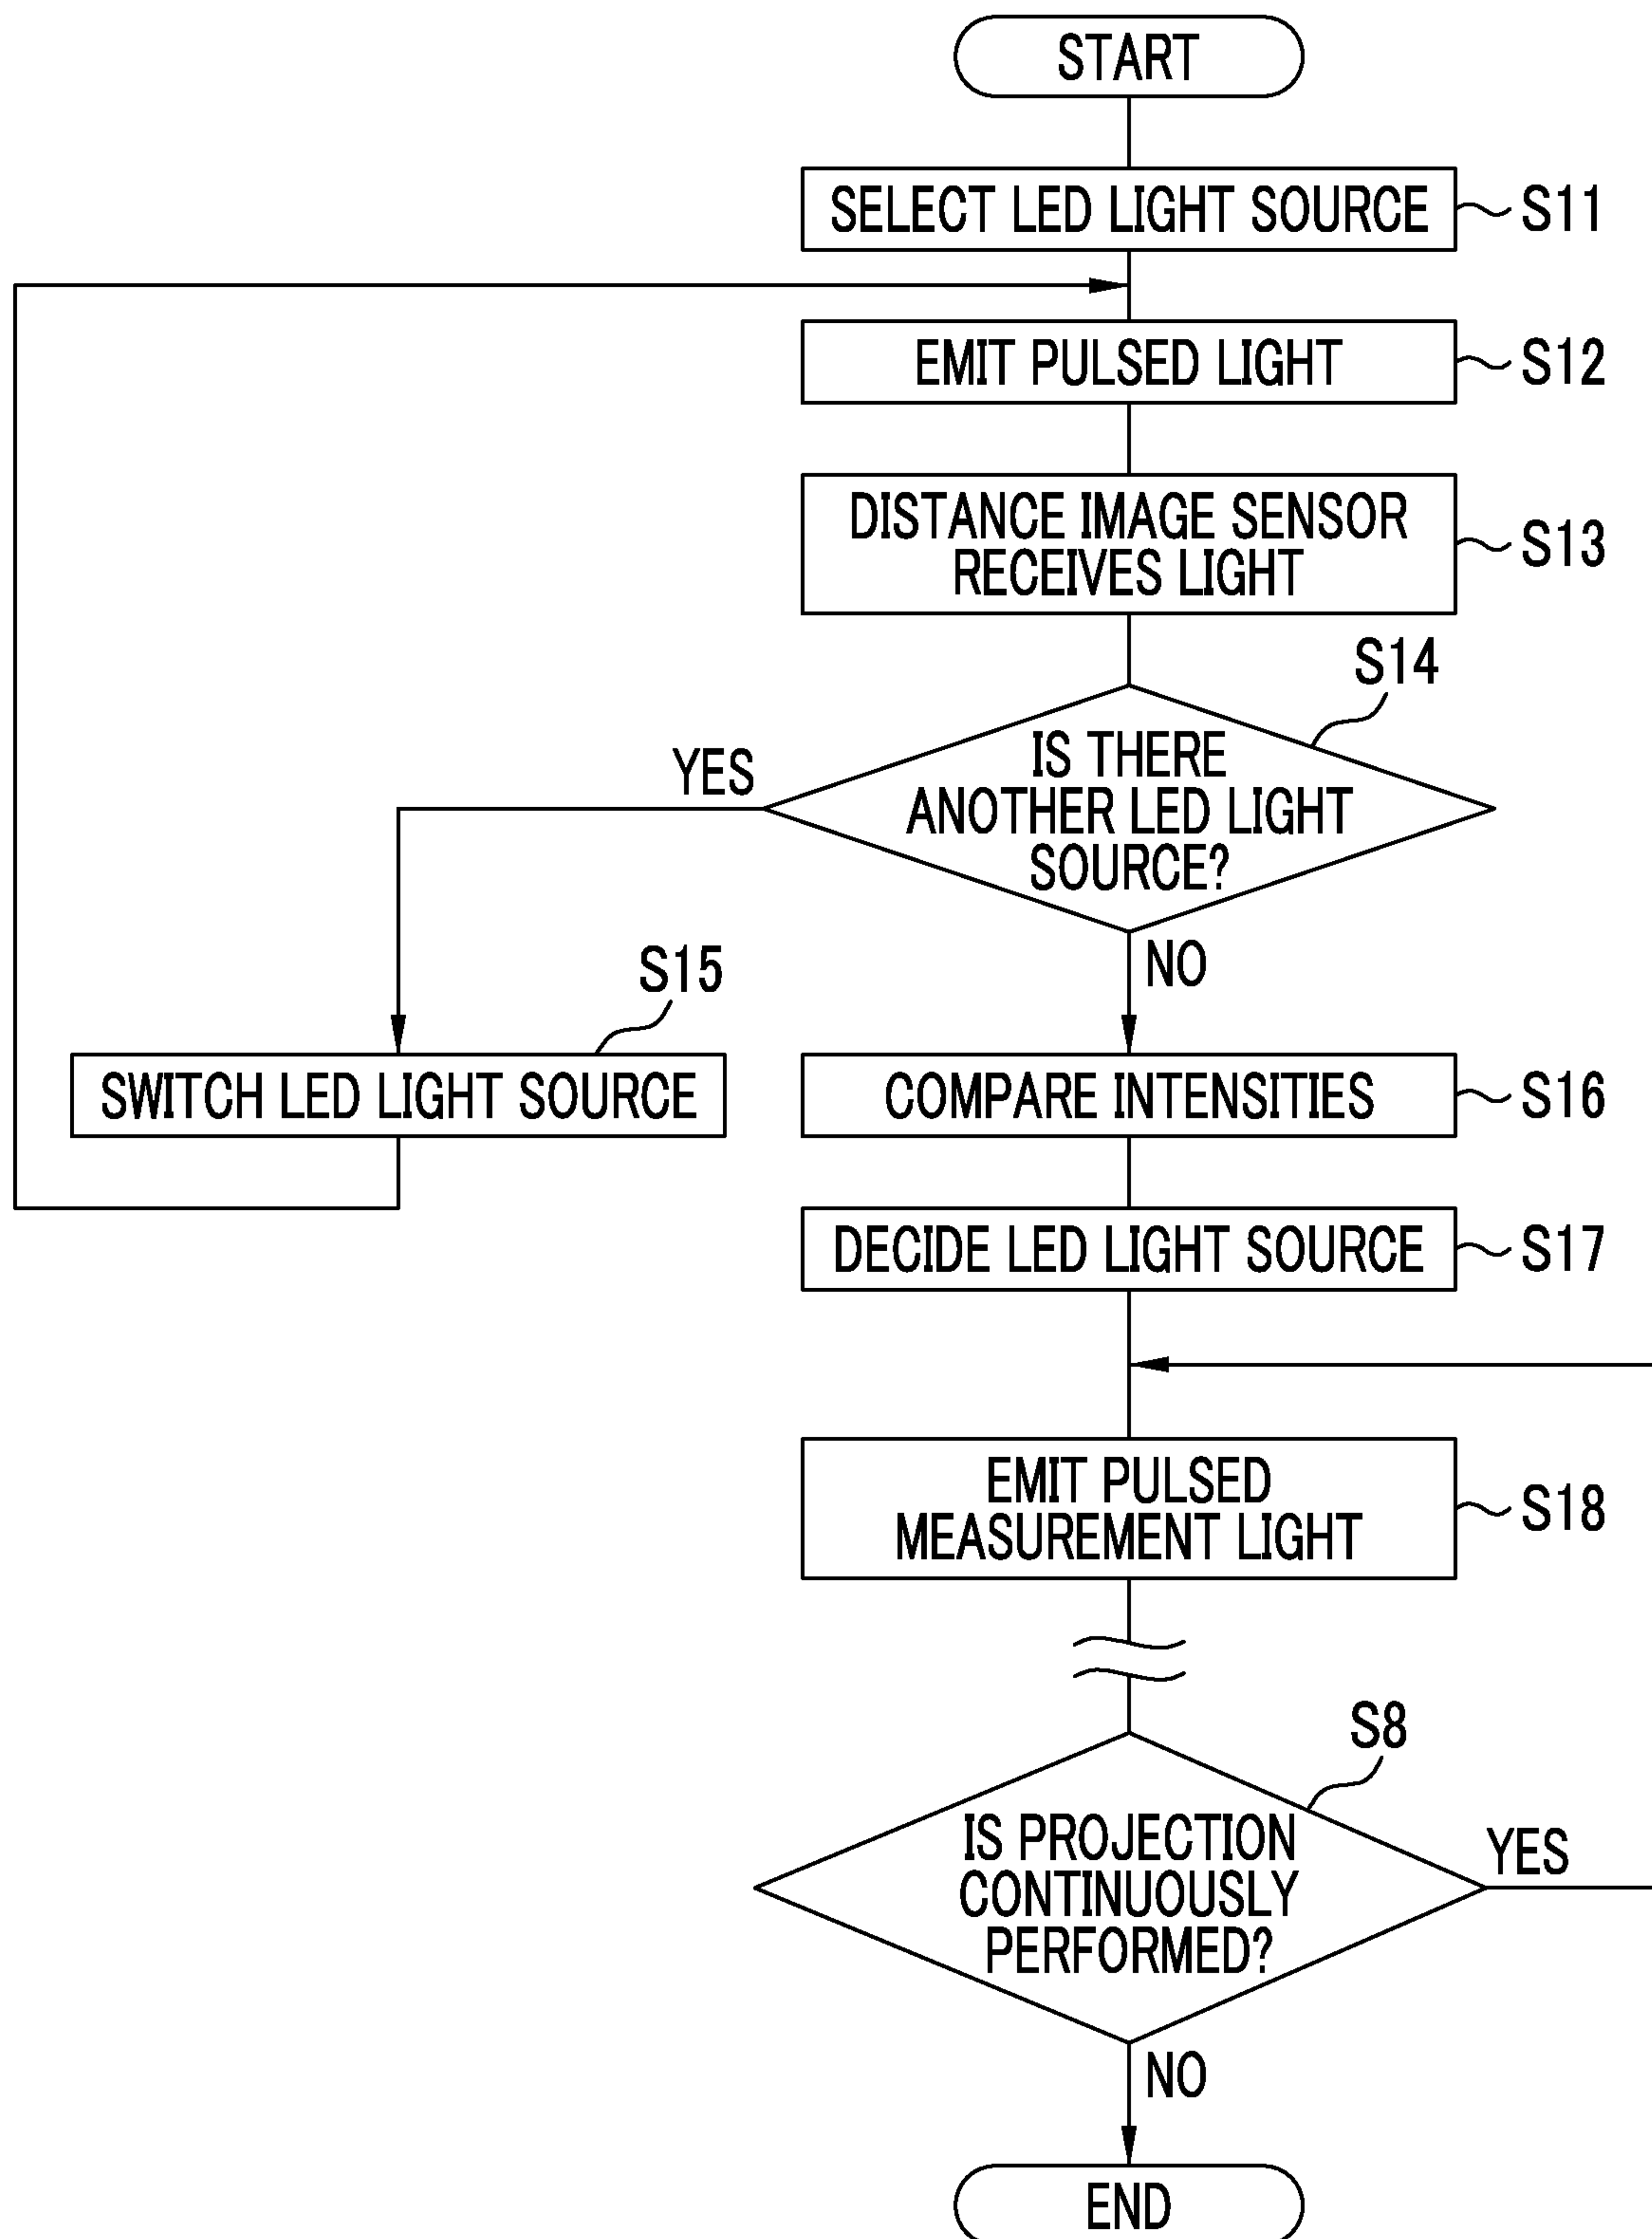 START
SELECT LED LIGHT SOURCE
S11
EMIT PULSED LIGHT
S12
DISTANCE IMAGE SENSOR
RECEIVES LIGHT
S13
S14
IS THERE
ANOTHER LED LIGHT
SOURCE?
YES
NO
S15
SWITCH LED LIGHT SOURCE
COMPARE INTENSITIES
S16
DECIDE LED LIGHT SOURCE
S17
EMIT PULSED
MEASUREMENT LIGHT
S18
S8
IS PROJECTION
CONTINUOUSLY
PERFORMED?
YES
NO
END